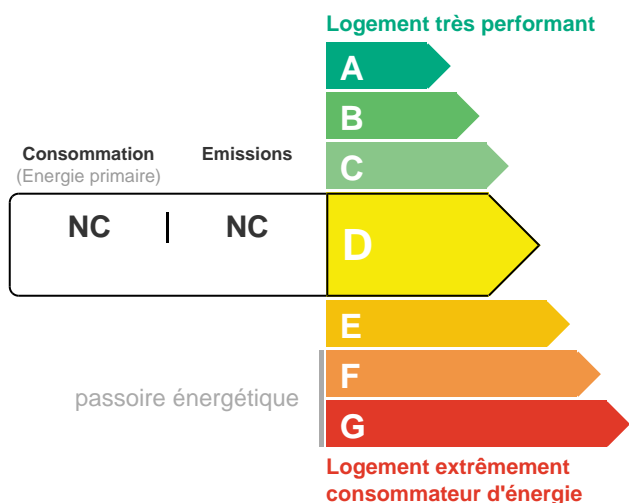 Logement très performant
A
B
C
Consommation
(Energie primaire)
Emissions
NC | NC
D
E
F
passoire énergétique
G
Logement extrêmement
consommateur d'énergie